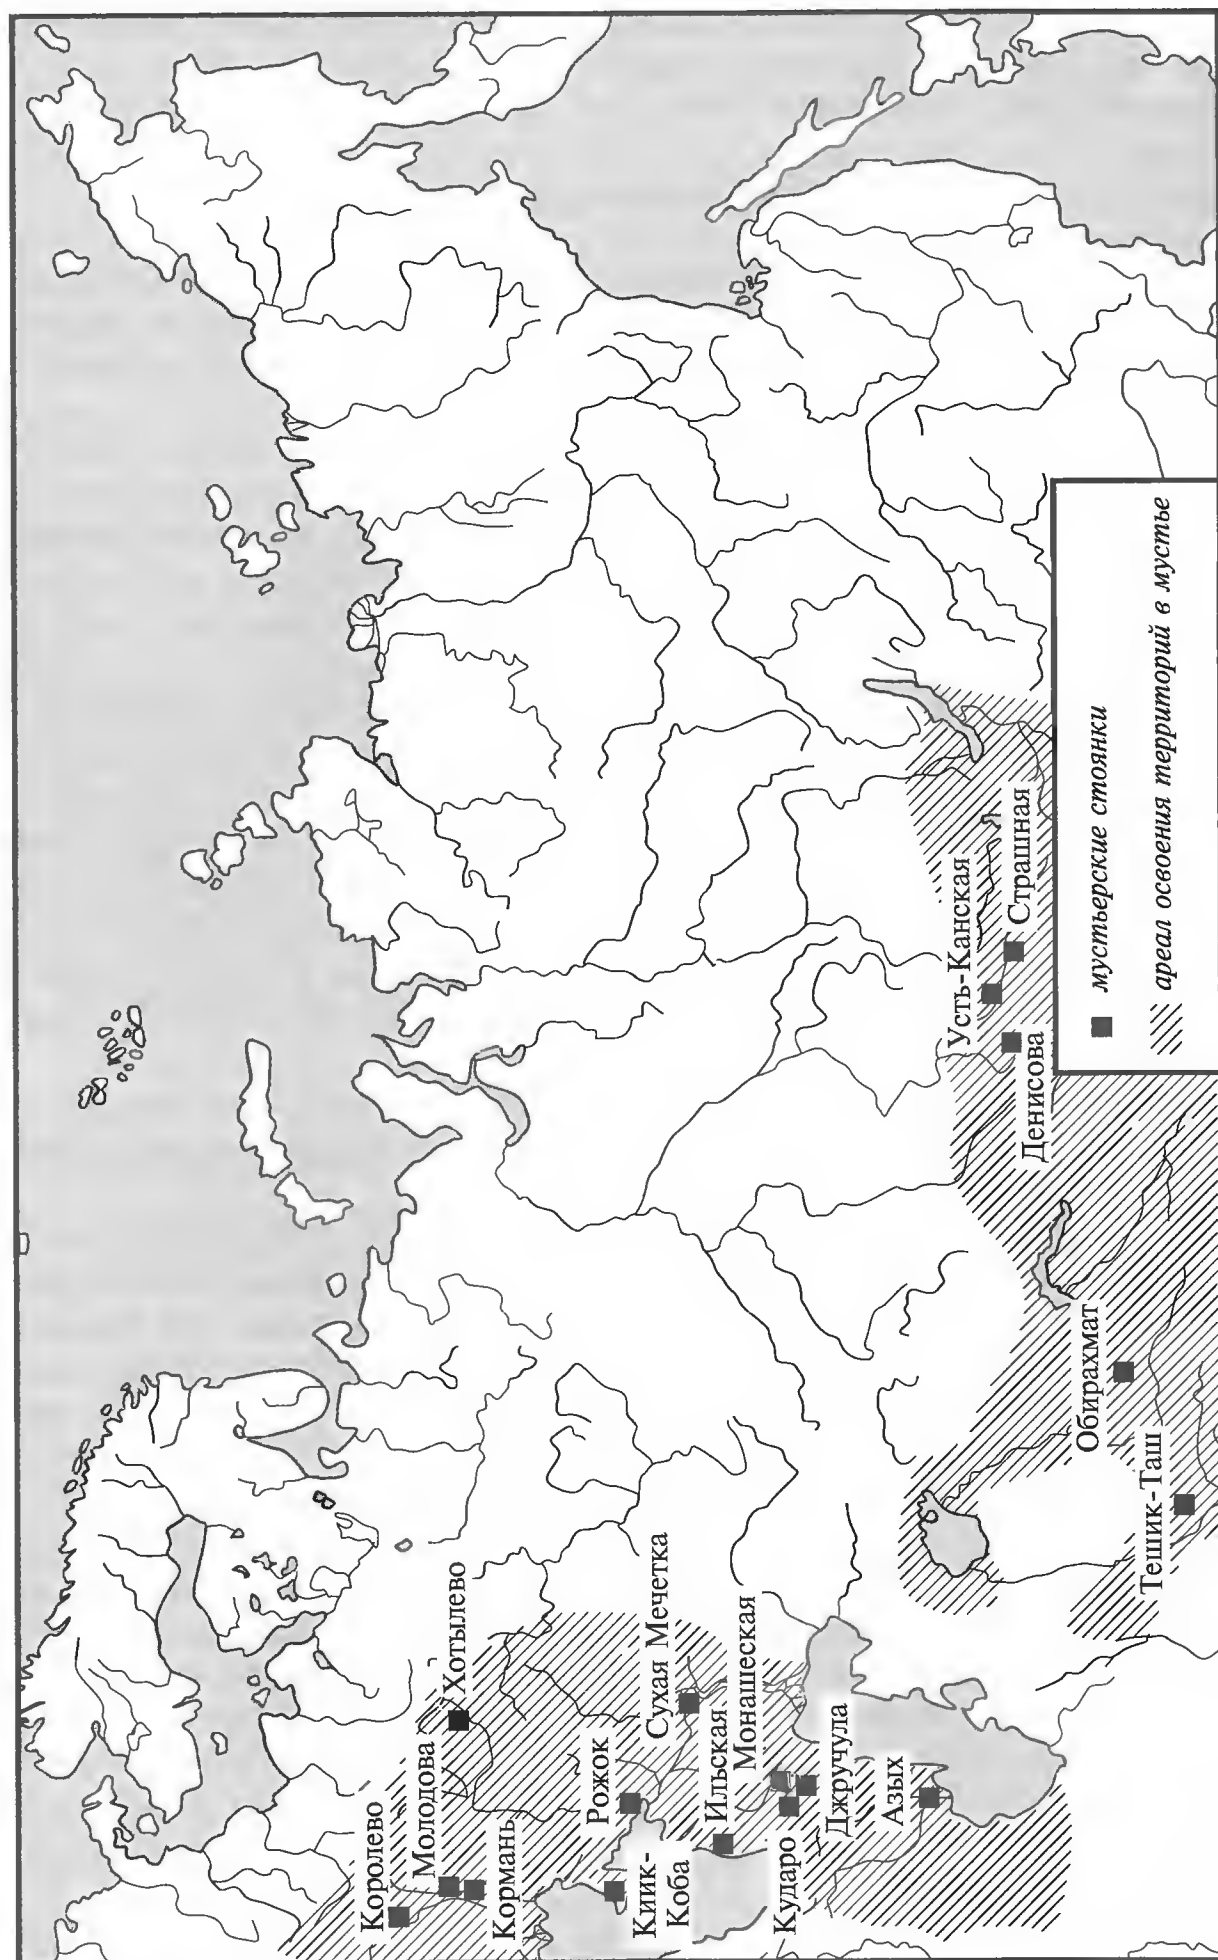 Королево
Молодова
Кормань
Хотылево
Рожок
Киик-
Коба
Сухая Мечетка
Ильская
Монашеская
Кударо
Джручула
Азых
Тешик-Таш
Обирахмат
Денисова
Усть-Канская
Страшная
мустьерские стоянки
ареал освоения территорий в мустье